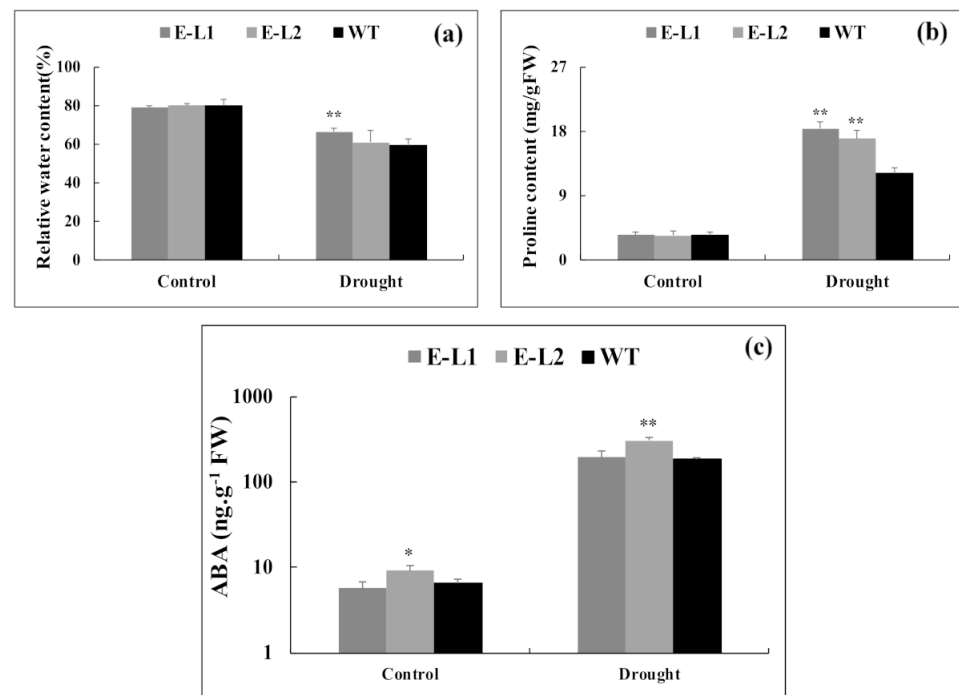 E-L1 E-L2 WT (a)
Relative water content(%)
100
80
60
40
20
0
**
Control Drought
E-L1 E-L2 WT (b)
Proline content (mg/gFW)
27
18
9
0
** **
Control Drought
E-L1 E-L2 WT (c)
ABA (ng.g⁻¹ FW)
1000
100
10
1
*
**
Control Drought